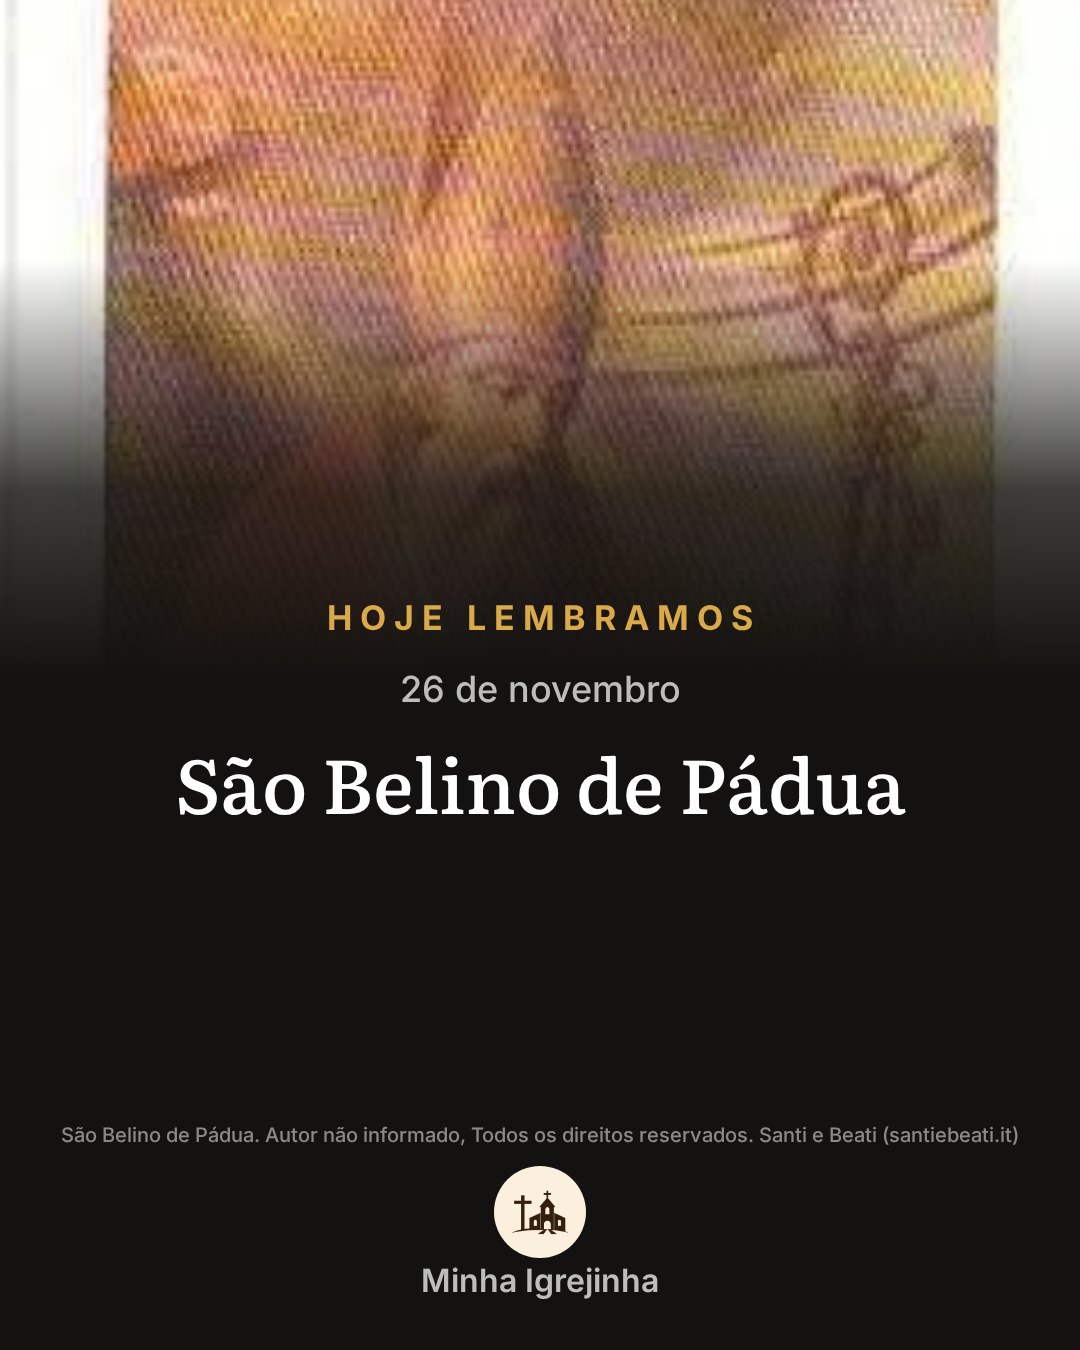 HOJE LEMBRAMOS
26 de novembro
São Belino de Pádua
São Belino de Pádua. Autor não informado, Todos os direitos reservados. Santi e Beati (santiebeati.it)
Minha Igrejinha